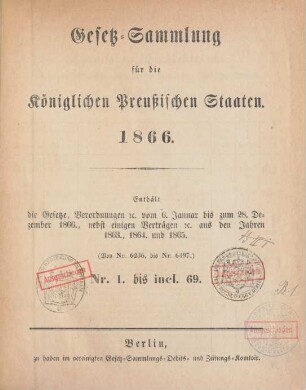 Gesetz-Sammlung
für die
Königlichen Preußischen Staaten.
1866.
Enthält
die Gesetze, Verordnungen ꝛc. vom 6. Januar bis zum 28. De-
zember 1866., nebst einigen Verträgen ꝛc. aus den Jahren
1863., 1864. und 1865.
(Von Nr. 6236. bis Nr. 6497.)
Nr. 1. bis incl. 69.
Berlin,
zu haben im vereinigten Gesetz-Sammlungs-Debits- und Zeitungs-Komtoir.